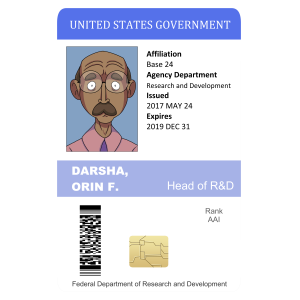 UNITED STATES GOVERNMENT
Affiliation
Base 24
Agency Department
Research and Development
Issued
2017 MAY 24
Expires
2019 DEC 31
DARSHA,
ORIN F.
Head of R&D
Rank
AAI
Federal Department of Research and Development